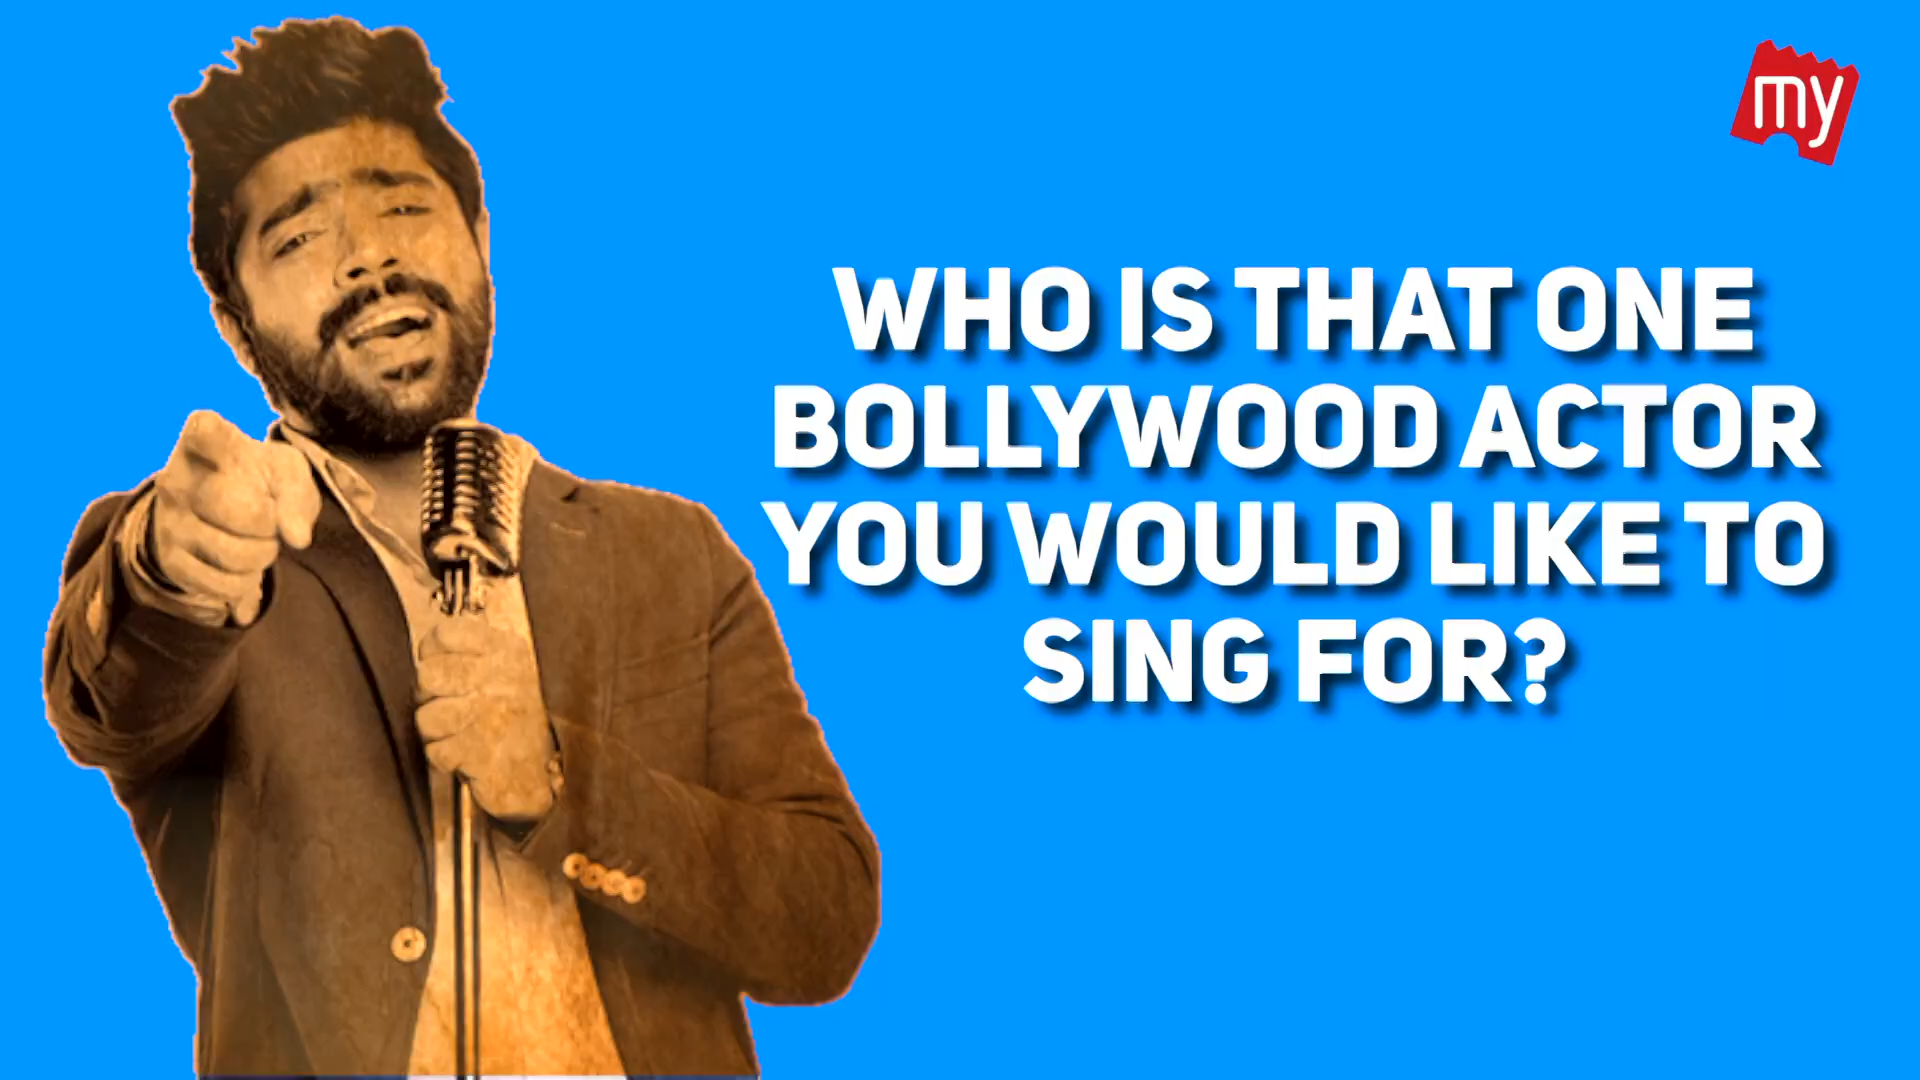 my
WHO IS THAT ONE
BOLLYWOOD ACTOR
YOU WOULD LIKE TO
SING FOR?